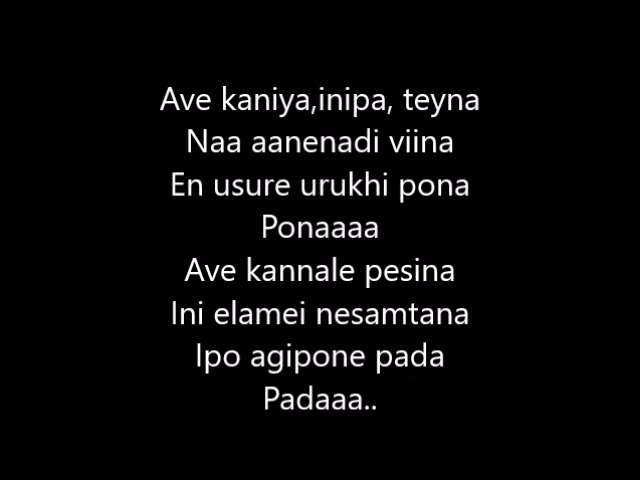 Ave kaniya,inipa, teyna
Naa aanenadi viina
En usure urukhi pona
Ponaaaa
Ave kannale pesina
Ini elamei nesamtana
Ipo agipone pada
Padaaa..